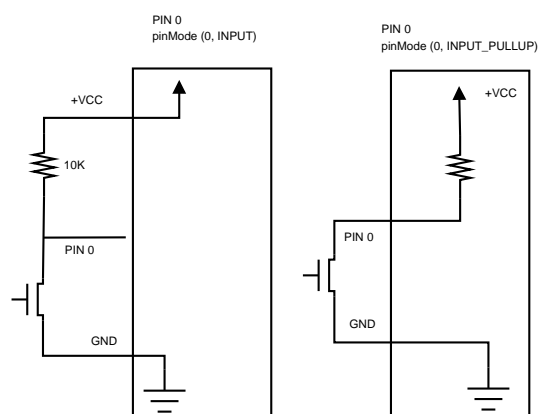 PIN 0
pinMode (0, INPUT)
+VCC
10K
PIN 0
GND
PIN 0
pinMode (0, INPUT_PULLUP)
+VCC
PIN 0
GND